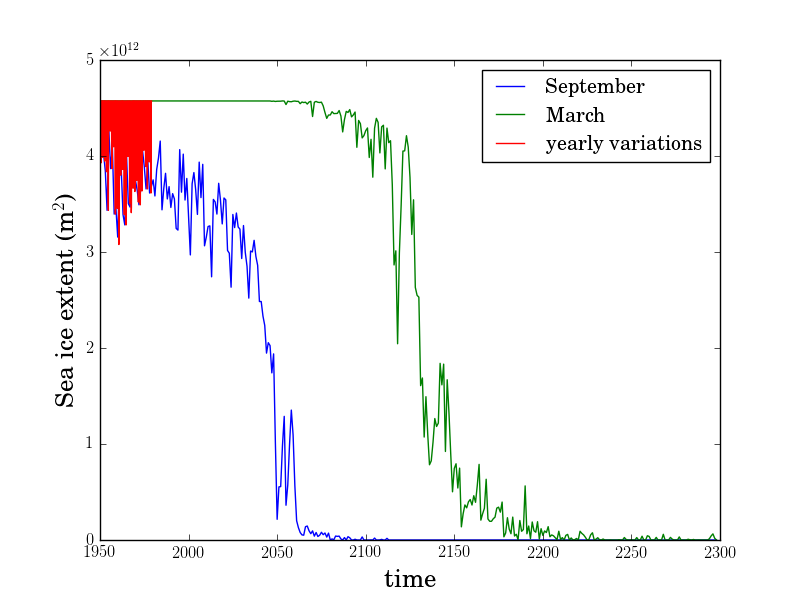 ×10¹²
5
4
3
2
1
0
Sea ice extent (m²)
September
March
yearly variations
1950 2000 2050 2100 2150 2200 2250 2300
time